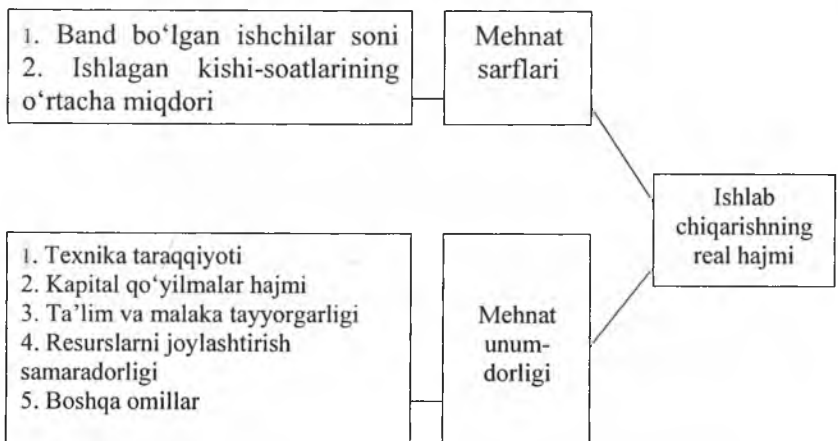 1. Band bo‘lgan ishchilar soni
2. Ishlagan kishi-soatlarining
o‘rtacha miqdori
Mehnat
sarflari
Ishlab
chiqarishning
real hajmi
1. Texnika taraqqiyoti
2. Kapital qo‘yilmalar hajmi
3. Ta’lim va malaka tayyorgarligi
4. Resurslarni joylashtirish
samaradorligi
5. Boshqa omillar
Mehnat
unum-
dorligi